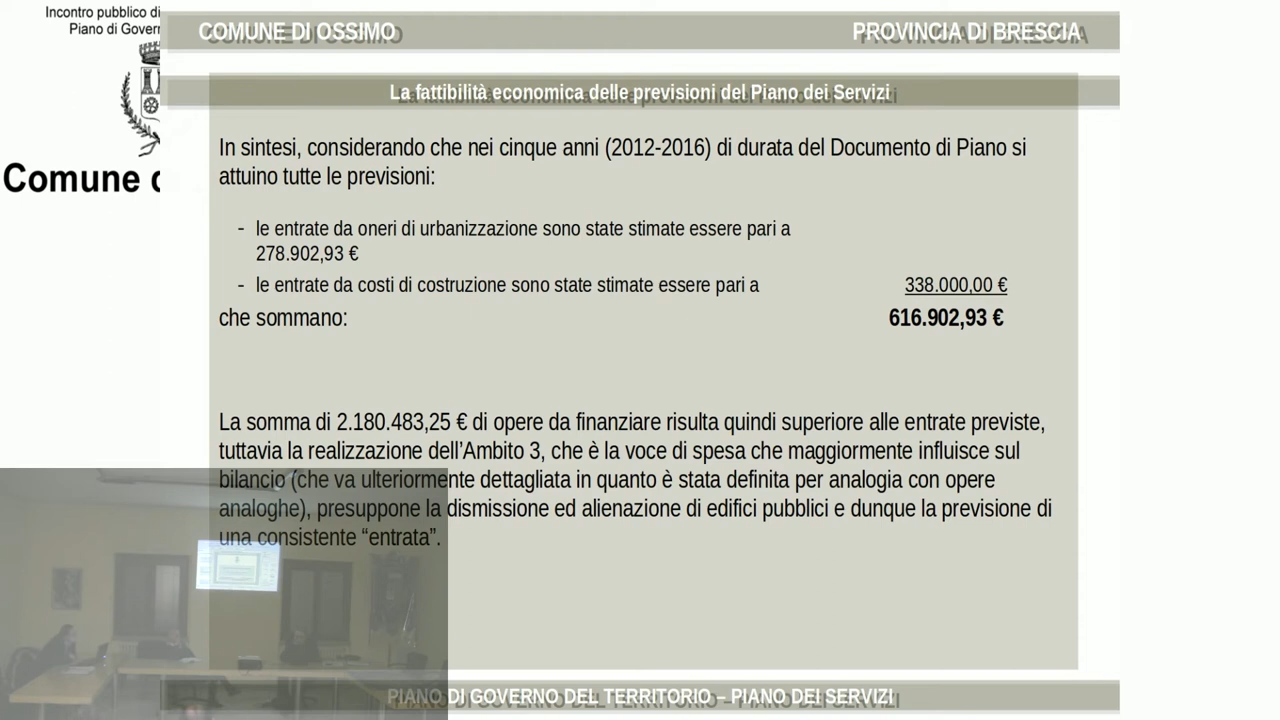 Incontro pubblico di
Piano di Gover
Comune d
COMUNE DI OSSIMO PROVINCIA DI BRESCIA
La fattibilità economica delle previsioni del Piano dei Servizi
In sintesi, considerando che nei cinque anni (2012-2016) di durata del Documento di Piano si
attuino tutte le previsioni:
- le entrate da oneri di urbanizzazione sono state stimate essere pari a
278.902,93 €
- le entrate da costi di costruzione sono state stimate essere pari a 338.000,00 €
che sommano: 616.902,93 €
La somma di 2.180.483,25 € di opere da finanziare risulta quindi superiore alle entrate previste,
tuttavia la realizzazione dell’Ambito 3, che è la voce di spesa che maggiormente influisce sul
bilancio (che va ulteriormente dettagliata in quanto è stata definita per analogia con opere
analoghe), presuppone la dismissione ed alienazione di edifici pubblici e dunque la previsione di
una consistente “entrata”.
PIANO DI GOVERNO DEL TERRITORIO – PIANO DEI SERVIZI